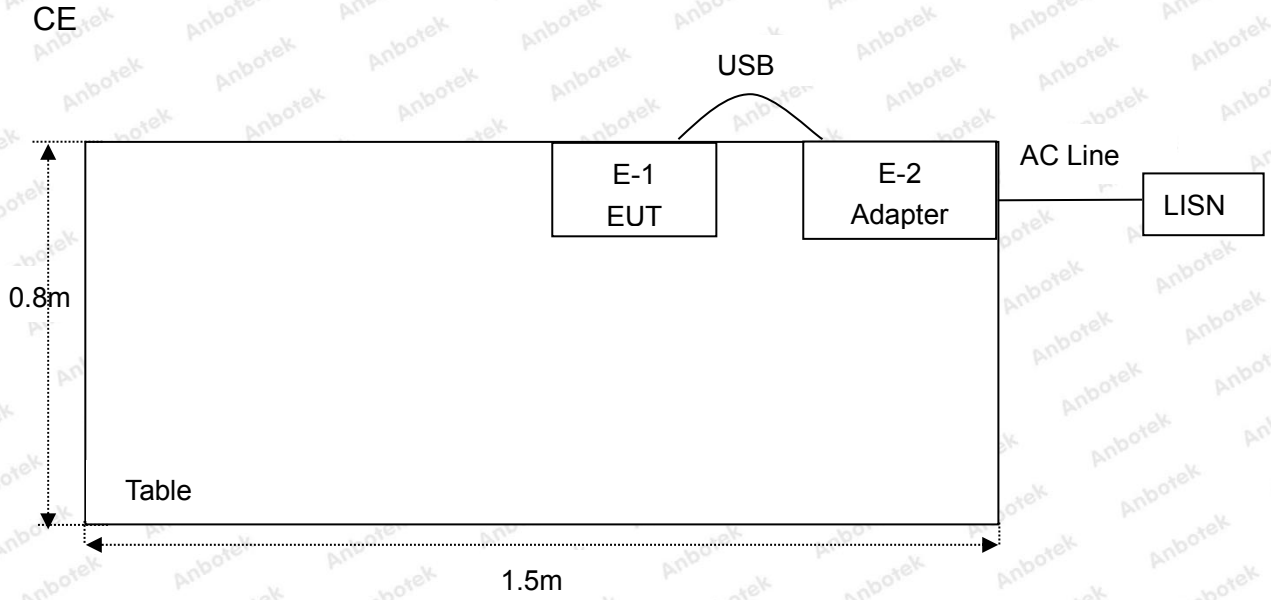 CE
USB
E-1
EUT
E-2
Adapter
AC Line
LISN
0.8m
Table
1.5m